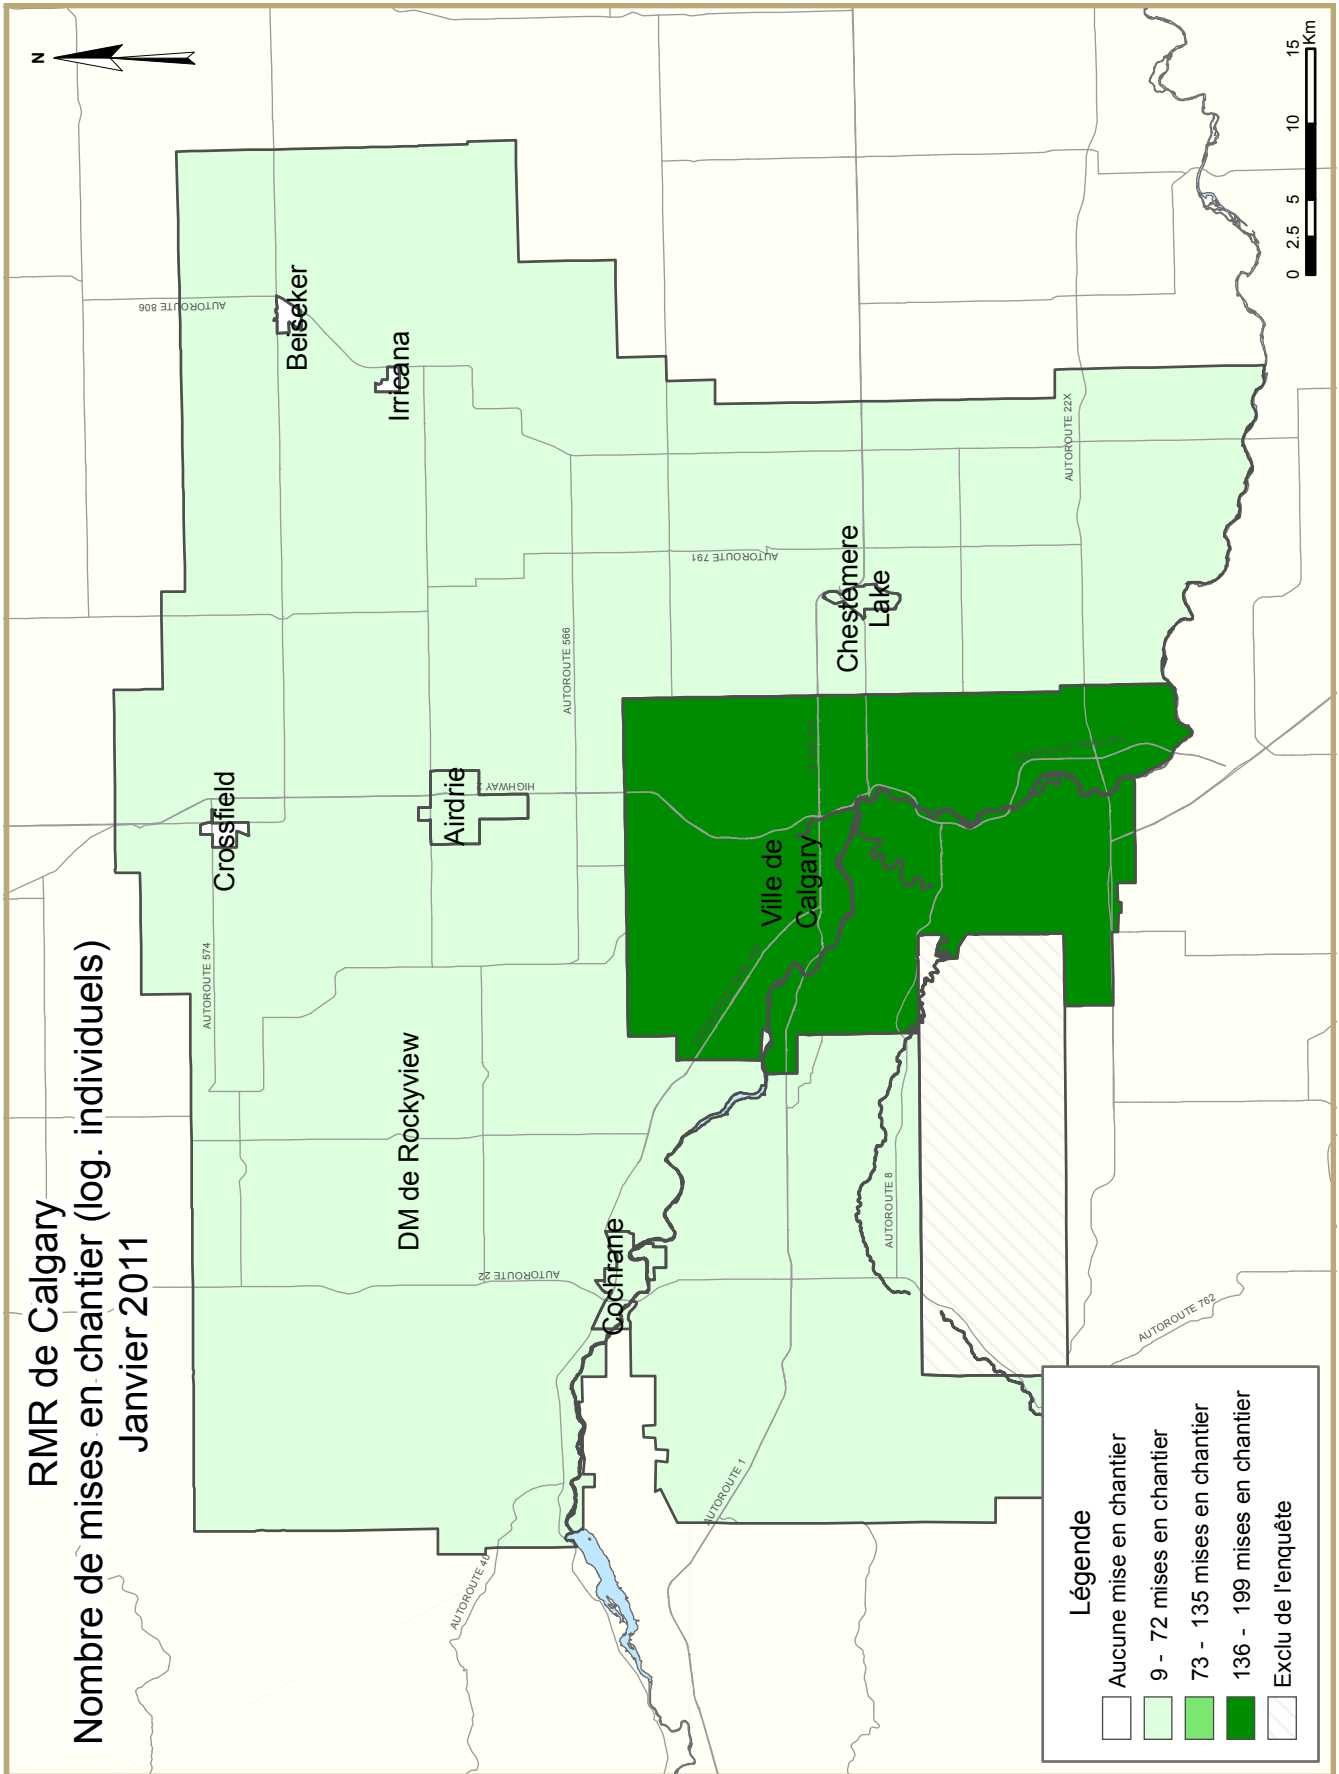 RMR de Calgary
Nombre de mises en chantier (log. individuels)
Janvier 2011
N
AUTOROUTE 574
Crossfield
AUTOROUTE 806
Beiseker
Irricana
DM de Rockyview
Airdrie
HIGHWAY 2
AUTOROUTE 566
AUTOROUTE 40
AUTOROUTE 22
Cochrane
AUTOROUTE 791
AUTOROUTE 1
Ville de
Calgary
Chestemere
Lake
AUTOROUTE 8
AUTOROUTE 22X
AUTOROUTE 762
Légende
Aucune mise en chantier
9 - 72 mises en chantier
73 - 135 mises en chantier
136 - 199 mises en chantier
Exclu de l'enquête
0 2.5 5 10 15
Km